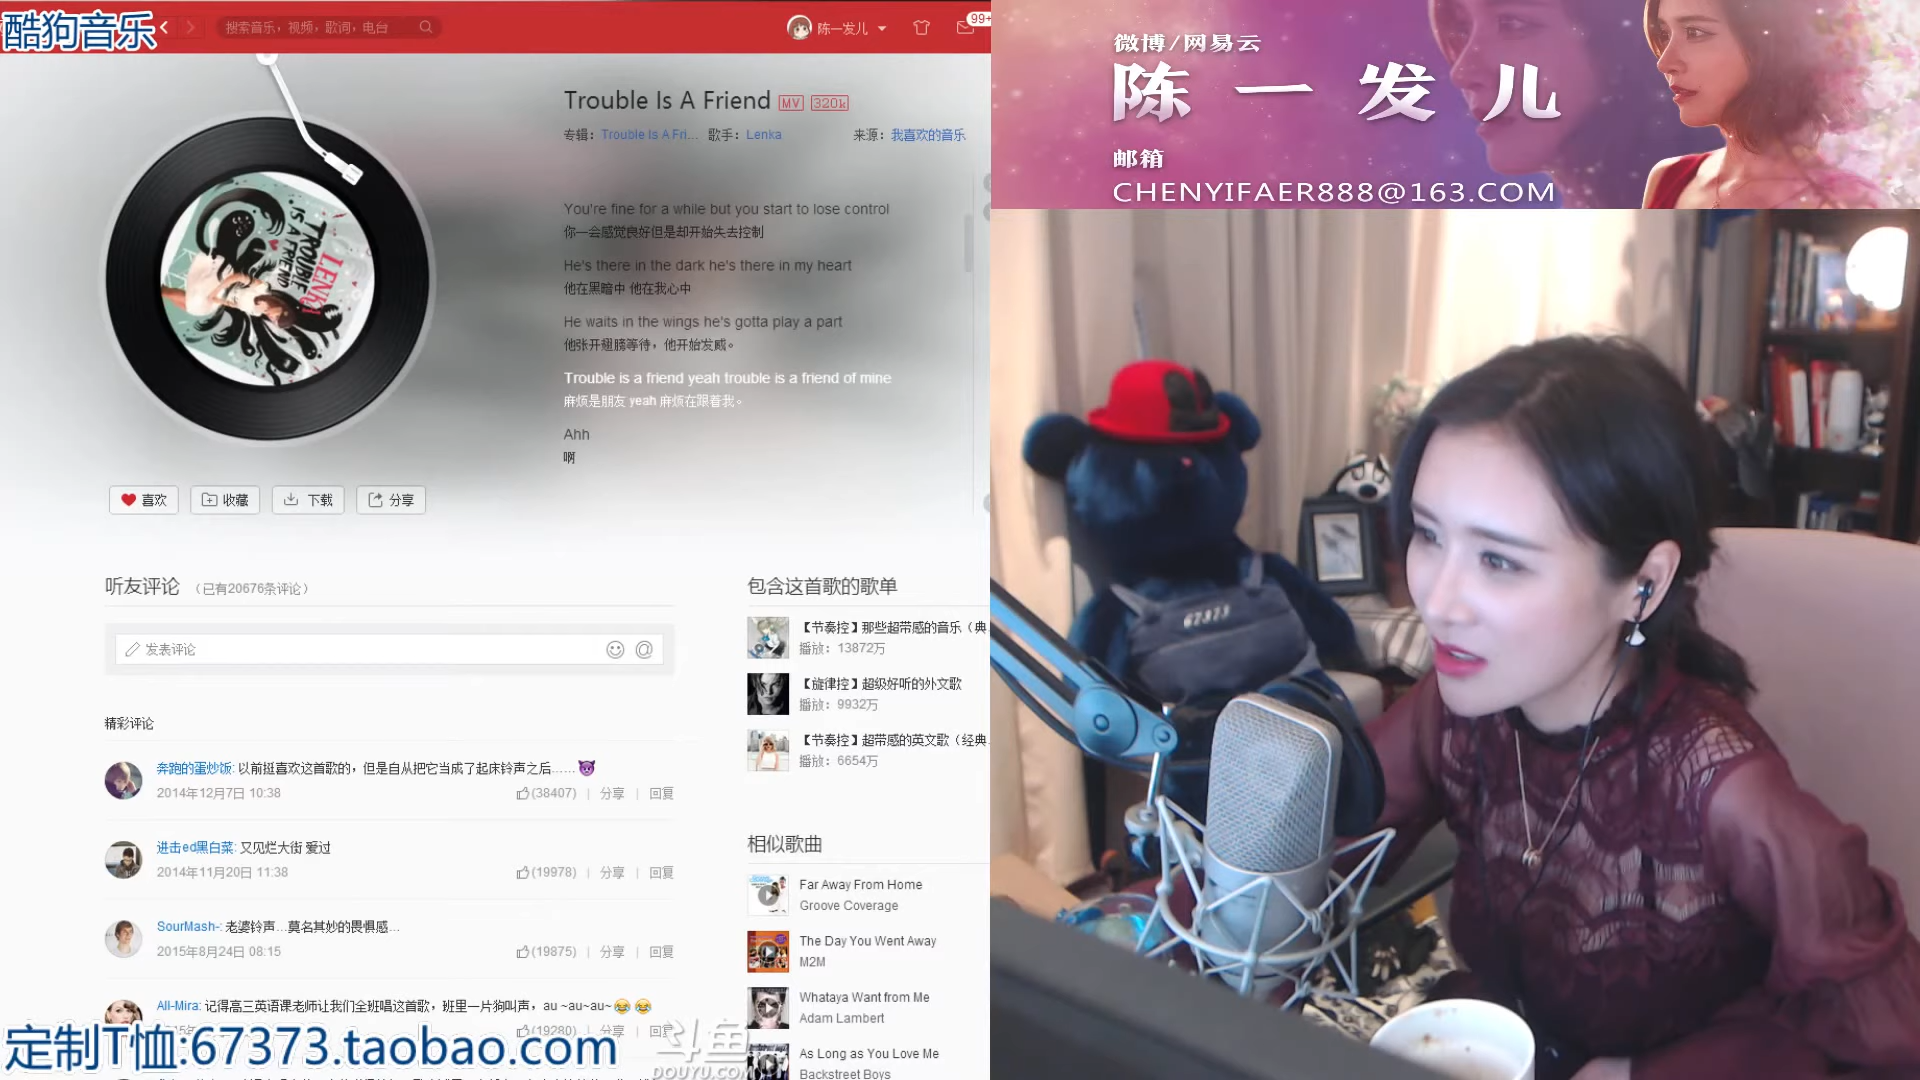 酷狗音乐
搜索音乐，视频，歌词，电台
陈一发儿
99+
Trouble Is A Friend MV 320k
专辑：Trouble Is A Fri... 歌手：Lenka 来源：我喜欢的音乐
You're fine for a while but you start to lose control
你一会感觉良好但是却开始失去控制
He's there in the dark he's there in my heart
他在黑暗中 他在我心中
He waits in the wings he's gotta play a part
他张开翅膀等待，他开始发威。
Trouble is a friend yeah trouble is a friend of mine
麻烦是朋友 yeah 麻烦在跟着我。
Ahh
啊
LENKA
TROUBLE
IS A FRIEND
喜欢 收藏 下载 分享
听友评论 （已有20676条评论）
发表评论
精彩评论
奔跑的蛋炒饭: 以前挺喜欢这首歌的，但是自从把它当成了起床铃声之后……
2014年12月7日 10:38 (38407) | 分享 | 回复
进击ed黑白菜: 又见烂大街 爱过
2014年11月20日 11:38 (19978) | 分享 | 回复
SourMash-: 老婆铃声...莫名其妙的畏惧感...
2015年8月24日 08:15 (19875) | 分享 | 回复
All-Mira: 记得高三英语课老师让我们全班唱这首歌，班里一片狗叫声，au ~au~au~
(19280) | 分享 | 回复
定制T恤:67373.taobao.com
斗鱼
DOUYU.COM
包含这首歌的歌单
【节奏控】那些超带感的音乐（典
播放：13872万
【旋律控】超级好听的外文歌
播放：9932万
【节奏控】超带感的英文歌（经典
播放：6654万
相似歌曲
Far Away From Home
Groove Coverage
The Day You Went Away
M2M
Whataya Want from Me
Adam Lambert
As Long as You Love Me
Backstreet Boys
微博/网易云
陈一发儿
邮箱
CHENYIFAER888@163.COM
67373